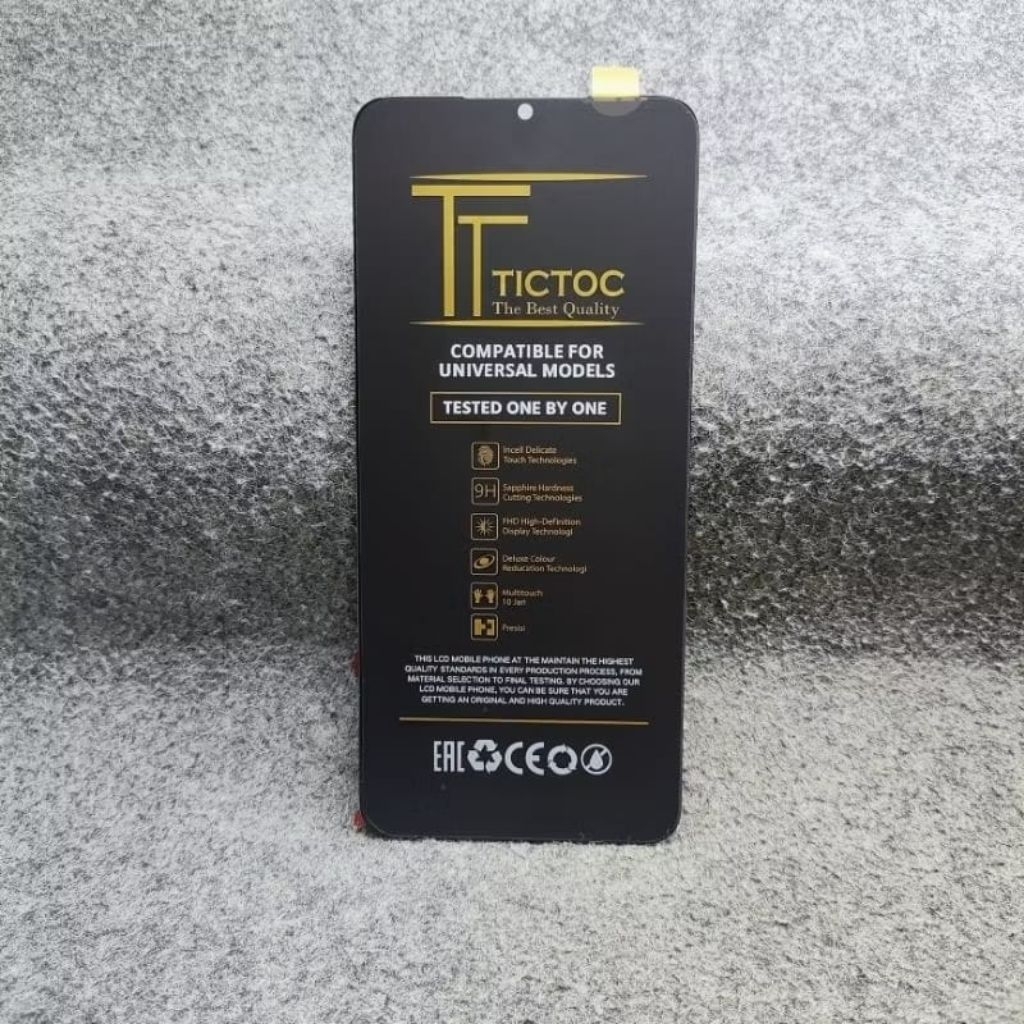 TT
TICTOC
The Best Quality
COMPATIBLE FOR
UNIVERSAL MODELS
TESTED ONE BY ONE
Incell Delicate
Touch Technologies
9H
Sapphire Hardness
Cutting Technologies
FHD High-Definition
Display Technologi
Deluxe Colour
Reducation Technologi
Multitouch
10 Jari
Presisi
THIS LCD MOBILE PHONE AT THE MAINTAIN THE HIGHEST
QUALITY STANDARDS IN EVERY PRODUCTION PROCESS, FROM
MATERIAL SELECTION TO FINAL TESTING. BY CHOOSING OUR
LCD MOBILE PHONE, YOU CAN BE SURE THAT YOU ARE
GETTING AN ORIGINAL AND HIGH QUALITY PRODUCT.
EAC CE